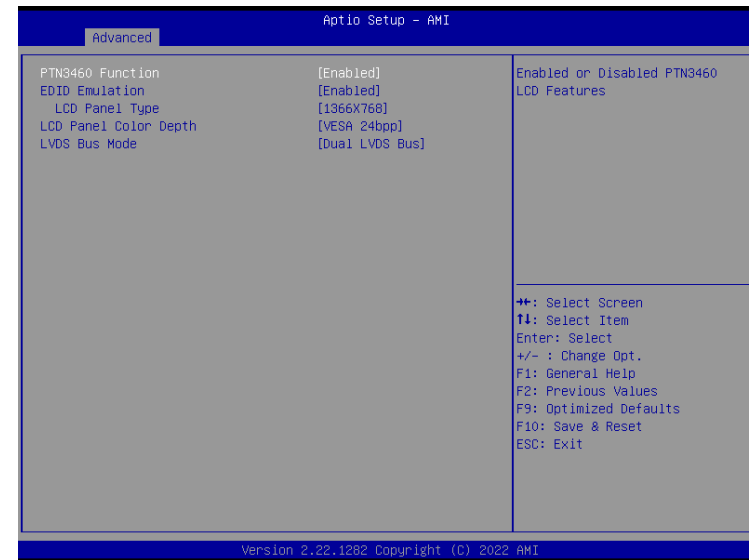 Aptio Setup – AMI
Advanced
PTN3460 Function [Enabled]
EDID Emulation [Enabled]
LCD Panel Type [1366X768]
LCD Panel Color Depth [VESA 24bpp]
LVDS Bus Mode [Dual LVDS Bus]
Enabled or Disabled PTN3460
LCD Features
→←: Select Screen
↑↓: Select Item
Enter: Select
+/- : Change Opt.
F1: General Help
F2: Previous Values
F9: Optimized Defaults
F10: Save & Reset
ESC: Exit
Version 2.22.1282 Copyright (C) 2022 AMI